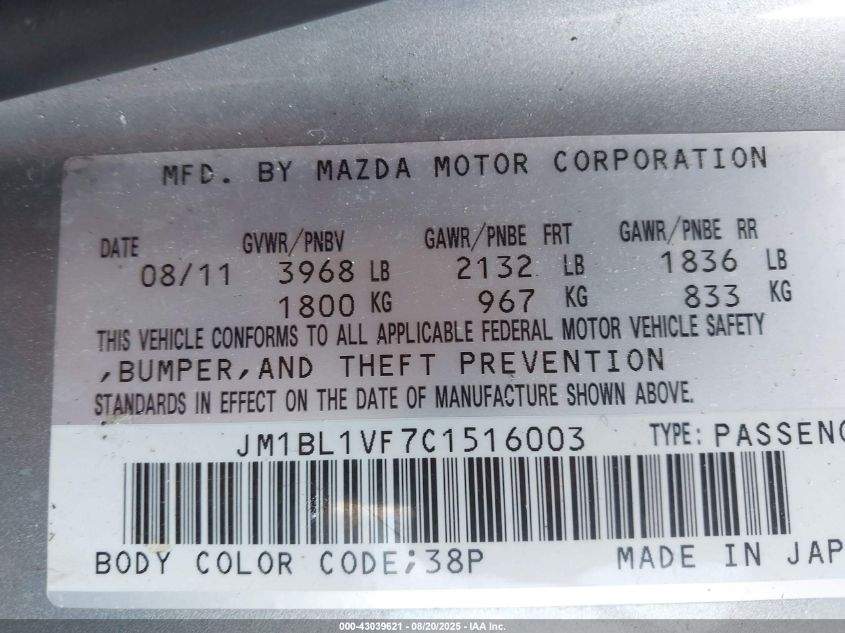 MFD. BY MAZDA MOTOR CORPORATION
DATE GVWR/PNBV GAWR/PNBE FRT GAWR/PNBE RR
08/11 3968 LB 2132 LB 1836 LB
1800 KG 967 KG 833 KG
THIS VEHICLE CONFORMS TO ALL APPLICABLE FEDERAL MOTOR VEHICLE SAFETY
,BUMPER,AND THEFT PREVENTION
STANDARDS IN EFFECT ON THE DATE OF MANUFACTURE SHOWN ABOVE.
JM1BL1VF7C1516003 TYPE: PASSENG
BODY COLOR CODE;38P MADE IN JAP
000-43039621 - 08/20/2025 - IAA Inc.